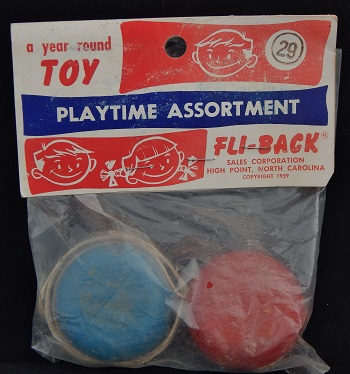 a year round
TOY
29
PLAYTIME ASSORTMENT
FLI-BACK®
SALES CORPORATION
HIGH POINT, NORTH CAROLINA
COPYRIGHT 1959